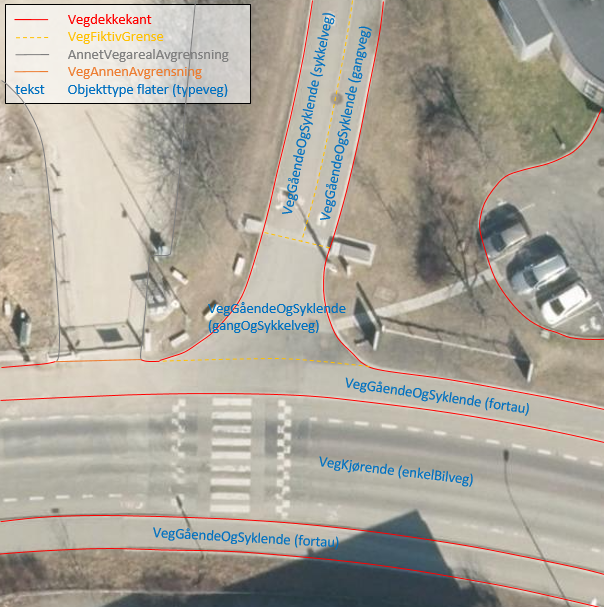 Vegdekkekant
VegFiktivGrense
AnnetVegarealAvgrensning
VegAnnenAvgrensning
tekst Objekttype flater (typeveg)
VegGåendeOgSyklende (sykkelveg)
VegGåendeOgSyklende (gangveg)
VegGåendeOgSyklende
(gangOgSykkelveg)
VegGåendeOgSyklende (fortau)
VegKjørende (enkelBilveg)
VegGåendeOgSyklende (fortau)